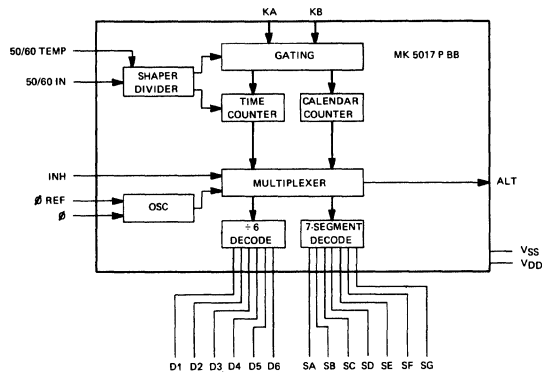 KA KB
50/60 TEMP
GATING
MK 5017 P BB
50/60 IN
SHAPER
DIVIDER
TIME
COUNTER
CALENDAR
COUNTER
INH
MULTIPLEXER
ALT
Ø REF
Ø
OSC
÷ 6
DECODE
7-SEGMENT
DECODE
VSS
VDD
D1 D2 D3 D4 D5 D6 SA SB SC SD SE SF SG